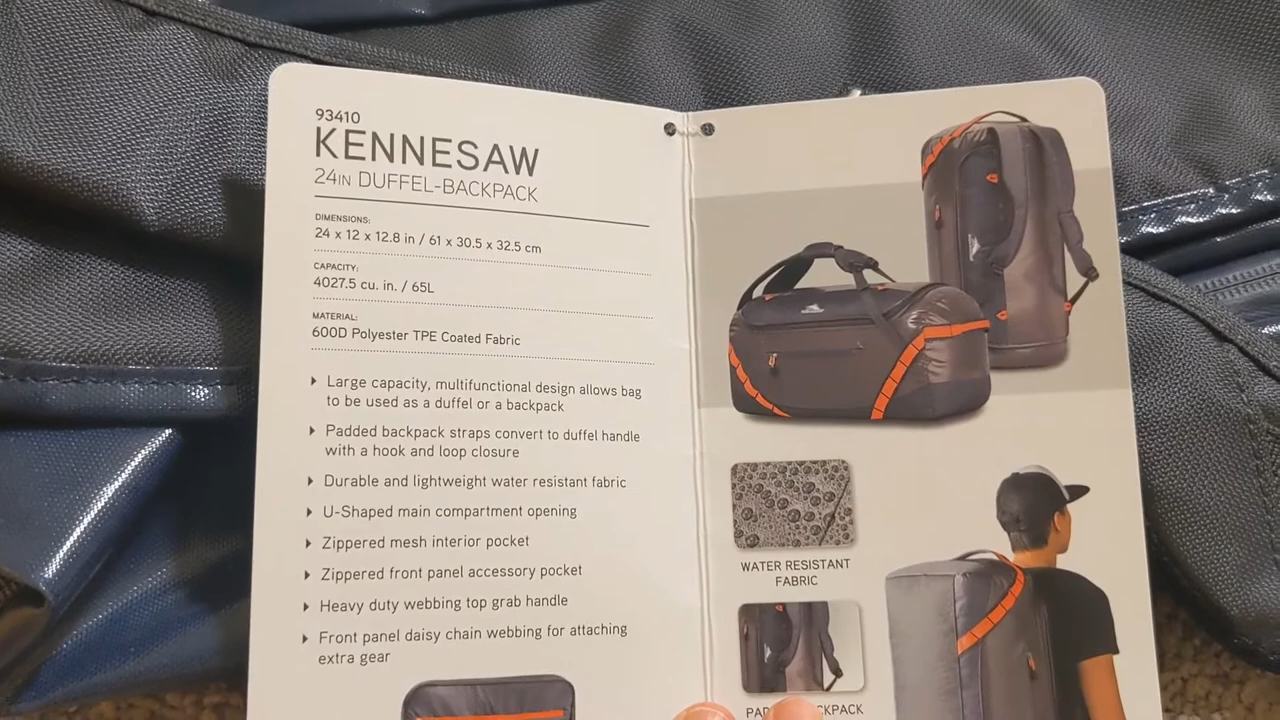 93410
KENNESAW
24IN DUFFEL-BACKPACK
DIMENSIONS:
24 x 12 x 12.8 in / 61 x 30.5 x 32.5 cm
CAPACITY:
4027.5 cu. in. / 65L
MATERIAL:
600D Polyester TPE Coated Fabric
Large capacity, multifunctional design allows bag
to be used as a duffel or a backpack
Padded backpack straps convert to duffel handle
with a hook and loop closure
Durable and lightweight water resistant fabric
U-Shaped main compartment opening
Zippered mesh interior pocket
Zippered front panel accessory pocket
Heavy duty webbing top grab handle
Front panel daisy chain webbing for attaching
extra gear
WATER RESISTANT
FABRIC